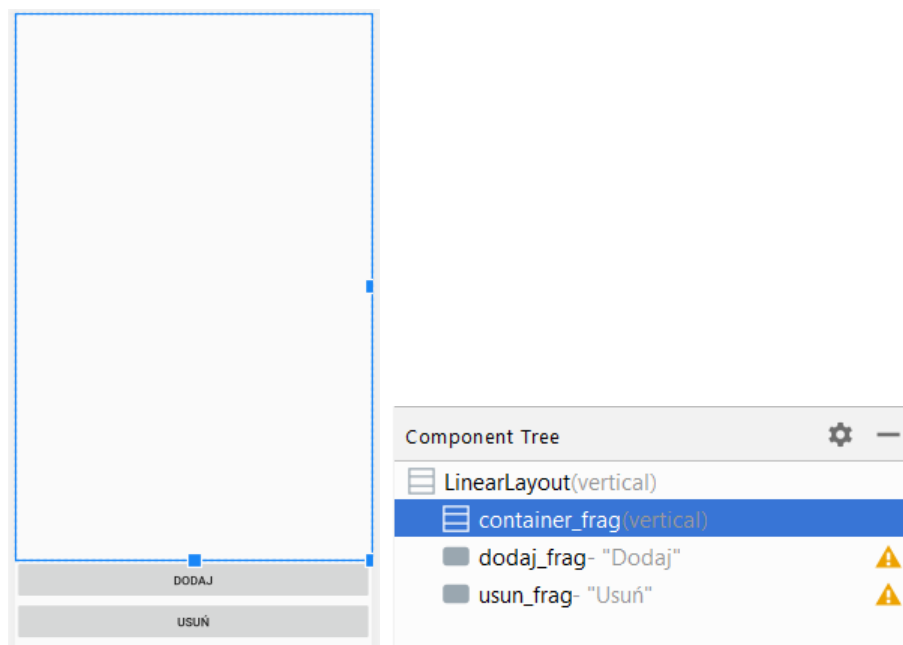 DODAJ
USUŃ
Component Tree
LinearLayout(vertical)
container_frag(vertical)
dodaj_frag- "Dodaj"
usun_frag- "Usuń"